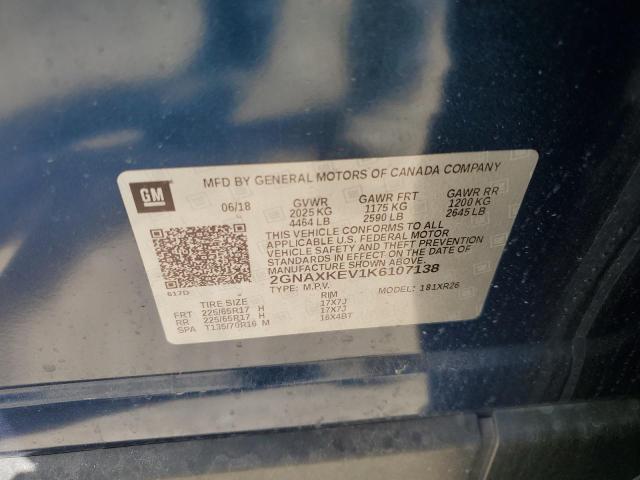 MFD BY GENERAL MOTORS OF CANADA COMPANY
GM
06/18 GVWR GAWR FRT GAWR RR
2025 KG 1175 KG 1200 KG
4464 LB 2590 LB 2645 LB
THIS VEHICLE CONFORMS TO ALL
APPLICABLE U.S. FEDERAL MOTOR
VEHICLE SAFETY AND THEFT PREVENTION
STANDARDS IN EFFECT ON THE DATE OF
MANUFACTURE SHOWN ABOVE.
2GNAXKEV1K6107138
617D
TYPE: M.P.V. MODEL: 181XR26
TIRE SIZE RIM
FRT 225/65R17 H 17X7J
RR 225/65R17 H 17X7J
SPA T135/70R16 M 16X4BT